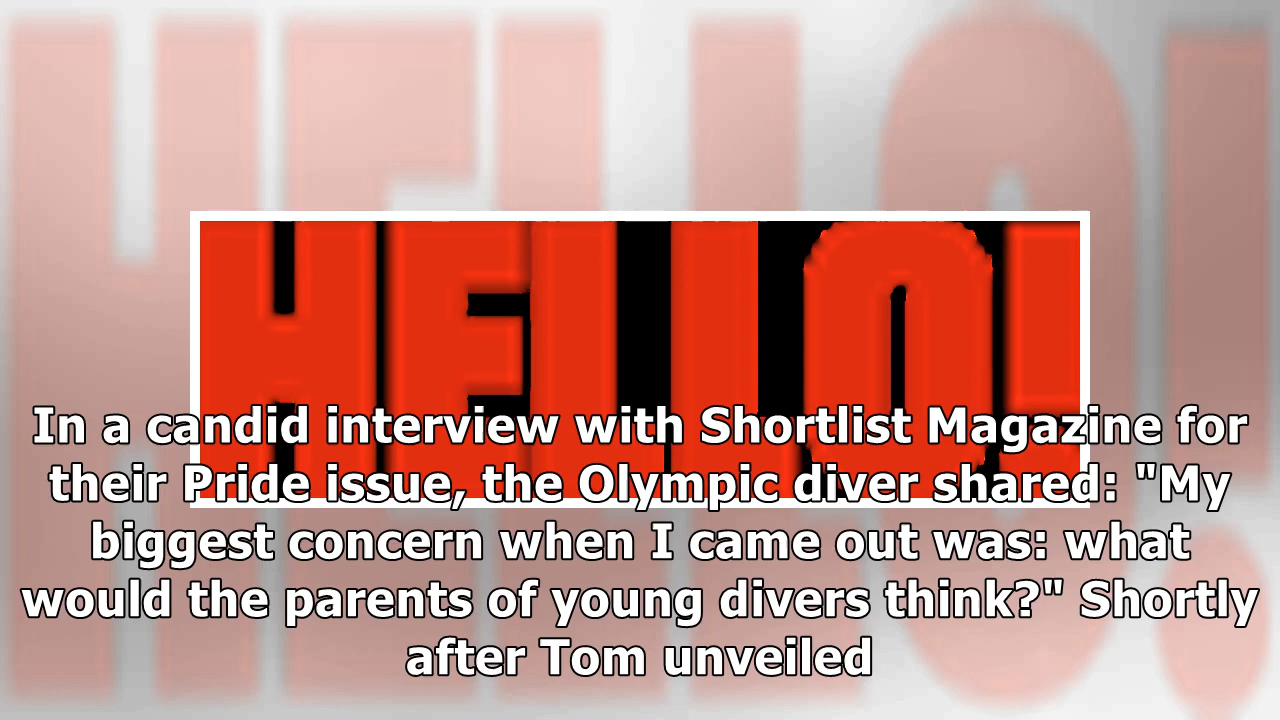 HELLO!
In a candid interview with Shortlist Magazine for
their Pride issue, the Olympic diver shared: "My
biggest concern when I came out was: what
would the parents of young divers think?" Shortly
after Tom unveiled